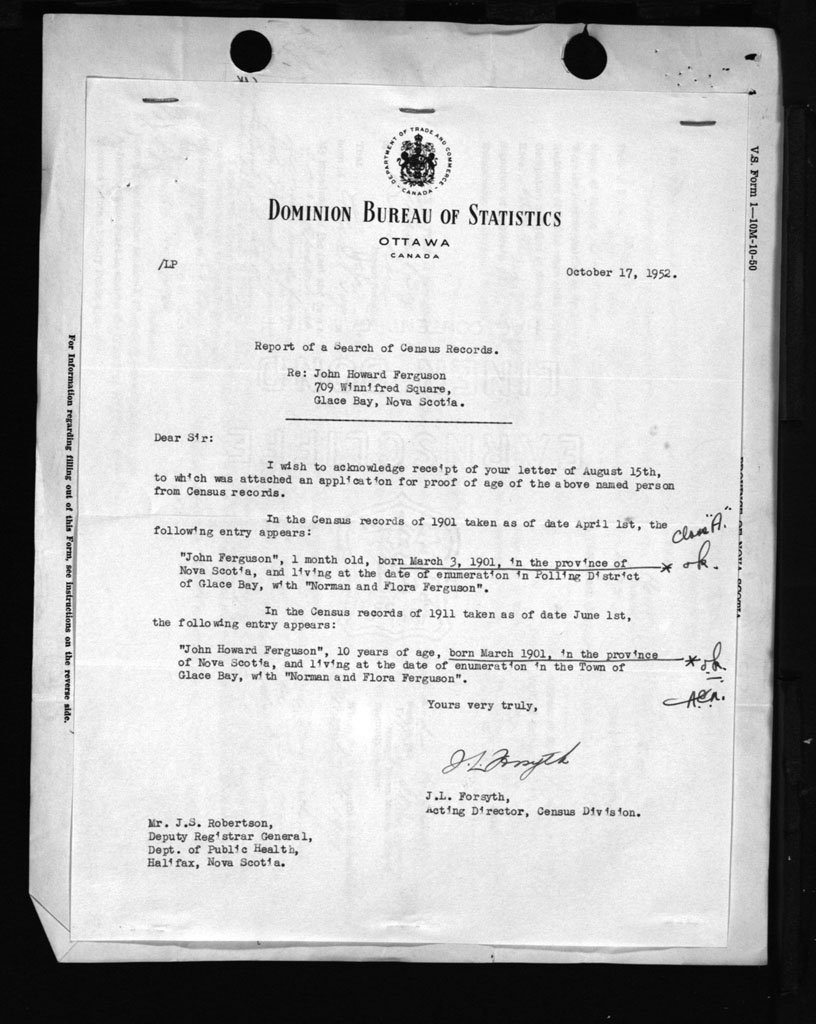 DEPARTMENT OF TRADE AND COMMERCE
CANADA
DOMINION BUREAU OF STATISTICS
OTTAWA
CANADA
/LP
October 17, 1952.
Report of a Search of Census Records.
Re: John Howard Ferguson
709 Winnifred Square,
Glace Bay, Nova Scotia.
Dear Sir:
I wish to acknowledge receipt of your letter of August 15th,
to which was attached an application for proof of age of the above named person
from Census records.
In the Census records of 1901 taken as of date April 1st, the
following entry appears:
Class "A".
"John Ferguson", 1 month old, born March 3, 1901, in the province of
Nova Scotia, and living at the date of enumeration in Polling District
of Glace Bay, with "Norman and Flora Ferguson".
* ok.
In the Census records of 1911 taken as of date June 1st,
the following entry appears:
"John Howard Ferguson", 10 years of age, born March 1901, in the province
of Nova Scotia, and living at the date of enumeration in the Town of
Glace Bay, with "Norman and Flora Ferguson".
* ok.
Yours very truly,
J.L. Forsyth
J.L. Forsyth,
Acting Director, Census Division.
Mr. J.S. Robertson,
Deputy Registrar General,
Dept. of Public Health,
Halifax, Nova Scotia.
V.S. Form 1—10M-10-50
For Information regarding filling out of this Form, see Instructions on the reverse side.